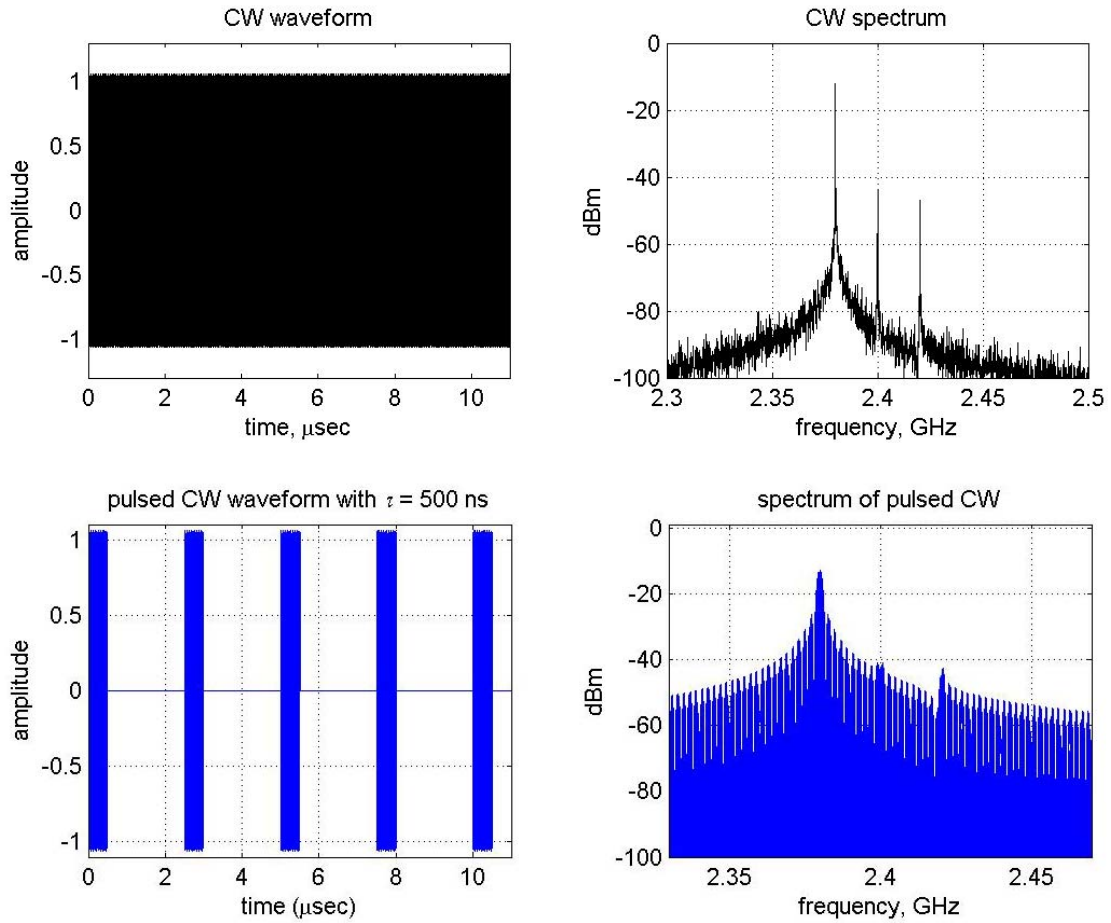 CW waveform
1
0.5
0
-0.5
-1
amplitude
0 2 4 6 8 10
time, μsec
CW spectrum
0
-20
-40
-60
-80
-100
dBm
2.3 2.35 2.4 2.45 2.5
frequency, GHz
pulsed CW waveform with τ = 500 ns
1
0.5
0
-0.5
-1
amplitude
0 2 4 6 8 10
time (μsec)
spectrum of pulsed CW
0
-20
-40
-60
-80
-100
dBm
2.35 2.4 2.45
frequency, GHz